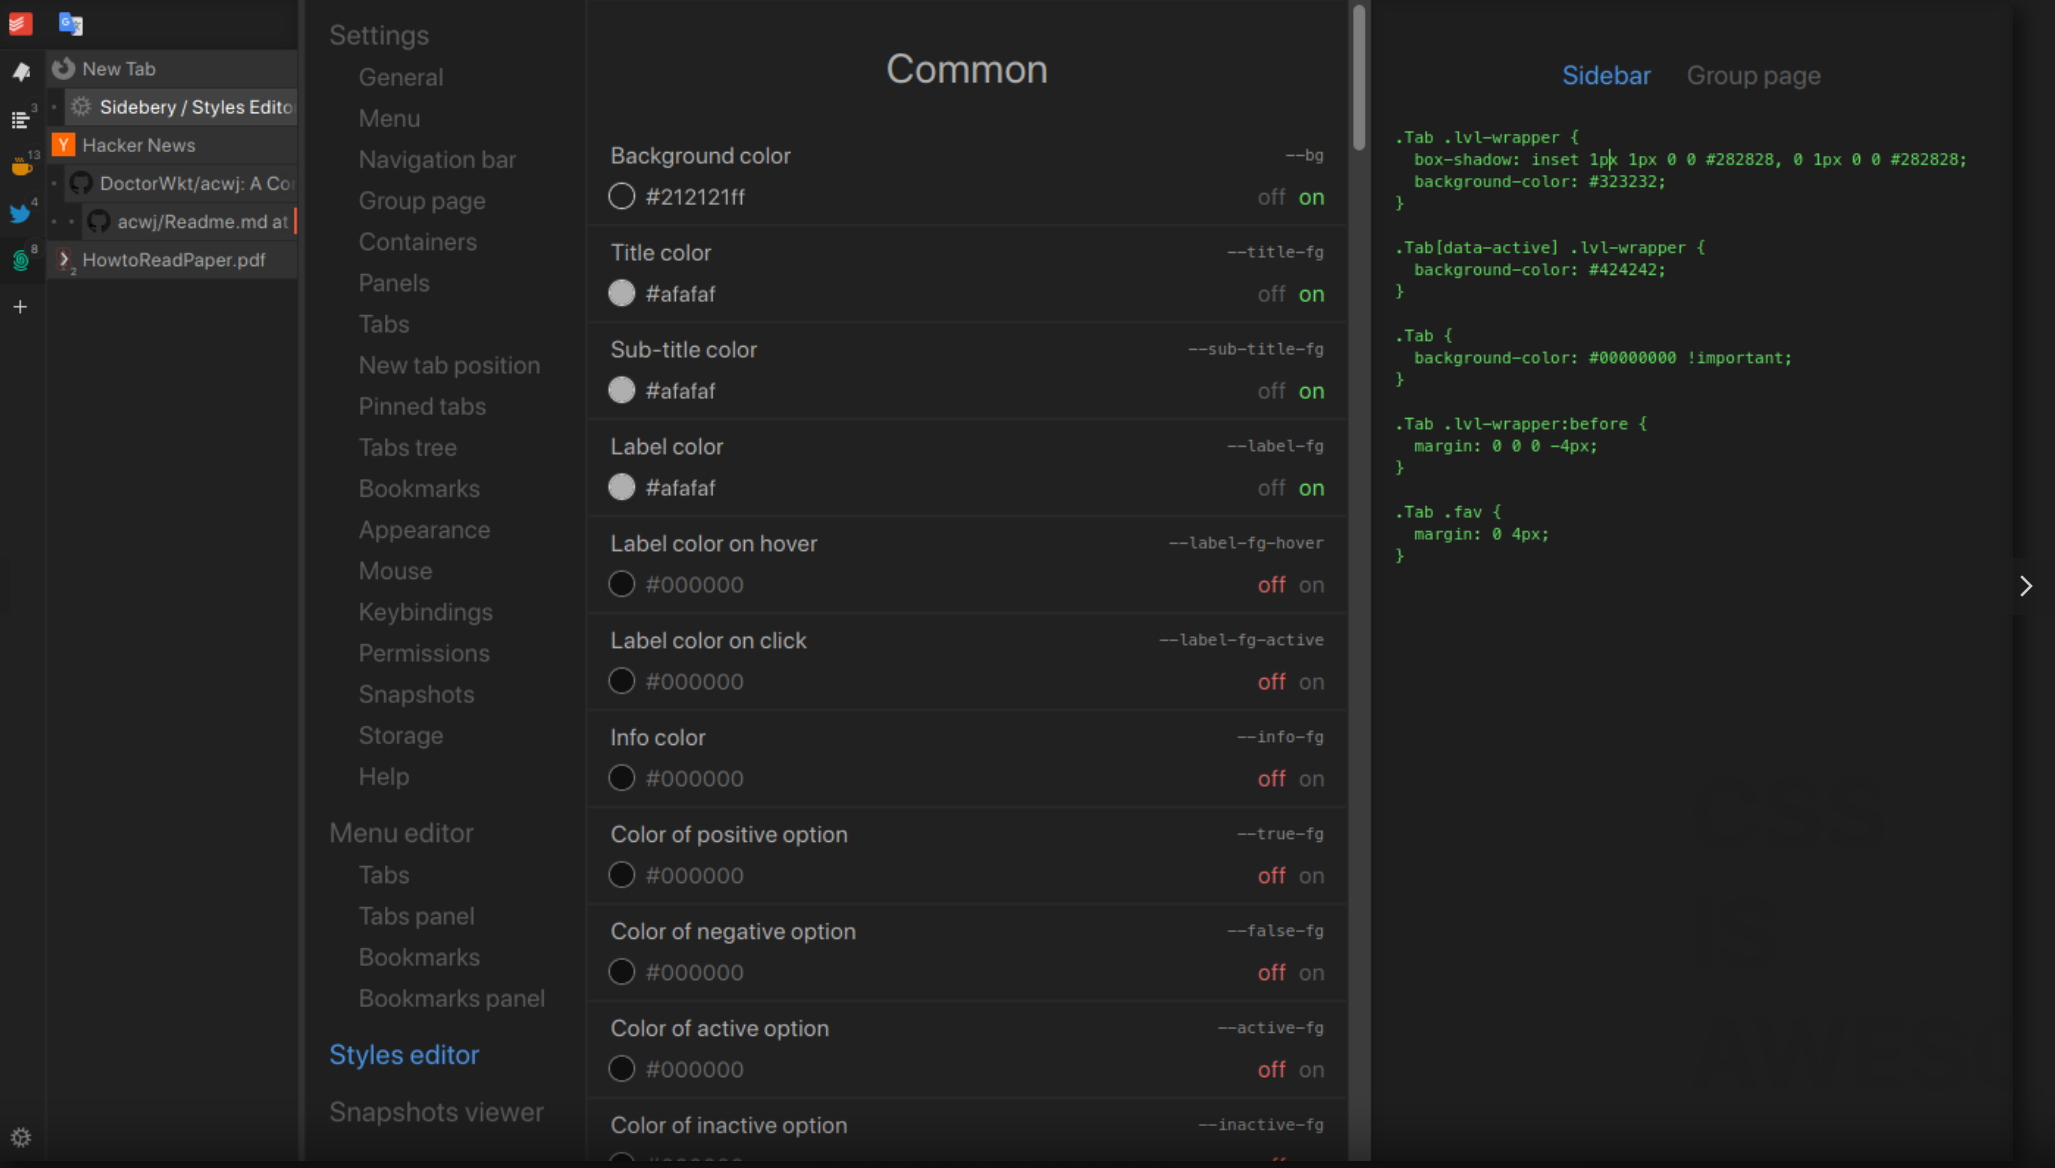 New Tab
3
Sidebery / Styles Edito
Y Hacker News
13
DoctorWkt/acwj: A Co
4
acwj/Readme.md at
8
2 HowtoReadPaper.pdf
Settings
General
Menu
Navigation bar
Group page
Containers
Panels
Tabs
New tab position
Pinned tabs
Tabs tree
Bookmarks
Appearance
Mouse
Keybindings
Permissions
Snapshots
Storage
Help
Menu editor
Tabs
Tabs panel
Bookmarks
Bookmarks panel
Styles editor
Snapshots viewer
Common
Background color --bg
#212121ff off on
Title color --title-fg
#afafaf off on
Sub-title color --sub-title-fg
#afafaf off on
Label color --label-fg
#afafaf off on
Label color on hover --label-fg-hover
#000000 off on
Label color on click --label-fg-active
#000000 off on
Info color --info-fg
#000000 off on
Color of positive option --true-fg
#000000 off on
Color of negative option --false-fg
#000000 off on
Color of active option --active-fg
#000000 off on
Color of inactive option --inactive-fg
Sidebar Group page
.Tab .lvl-wrapper {
box-shadow: inset 1px 1px 0 0 #282828, 0 1px 0 0 #282828;
background-color: #323232;
}
.Tab[data-active] .lvl-wrapper {
background-color: #424242;
}
.Tab {
background-color: #00000000 !important;
}
.Tab .lvl-wrapper:before {
margin: 0 0 0 -4px;
}
.Tab .fav {
margin: 0 4px;
}
CSS
IS
AWES